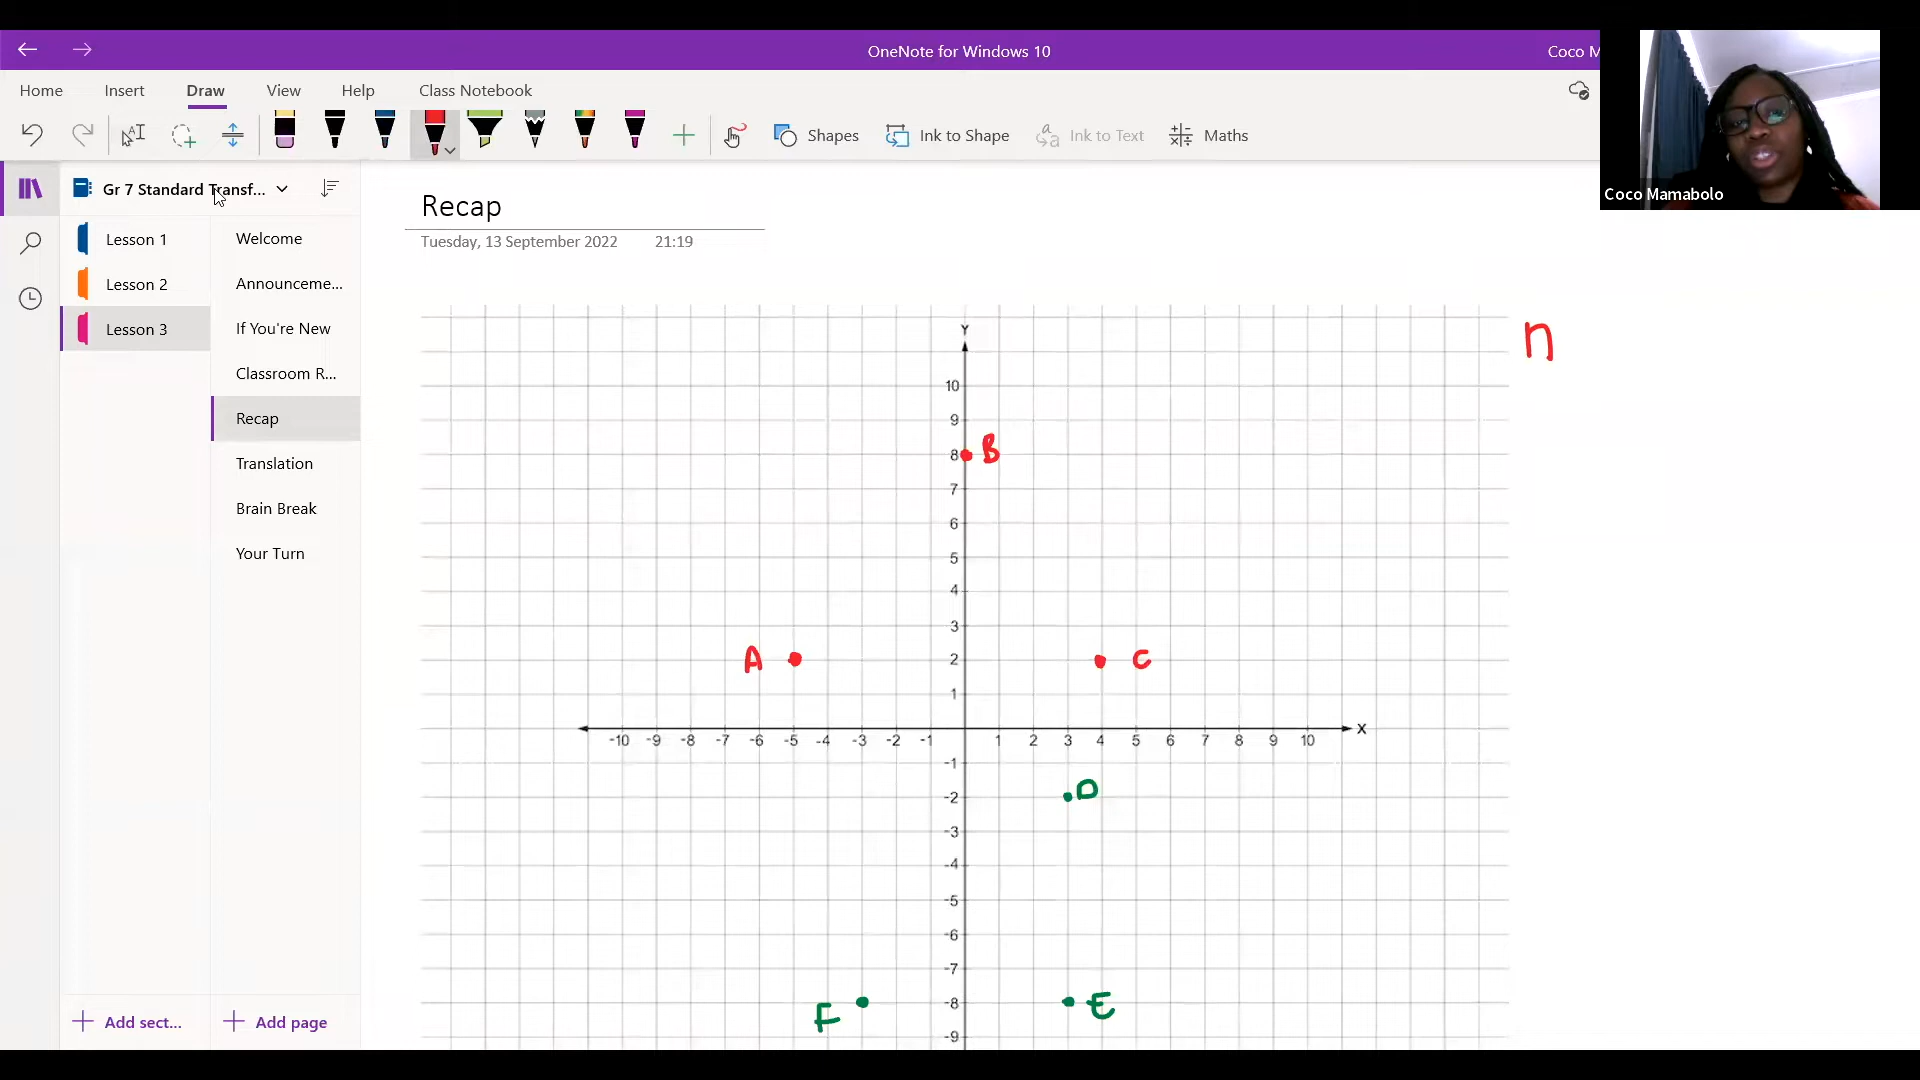 OneNote for Windows 10
Coco M
Home Insert Draw View Help Class Notebook
Shapes Ink to Shape Ink to Text Maths
Coco Mamabolo
Gr 7 Standard Transf...
Lesson 1
Lesson 2
Lesson 3
Welcome
Announceme...
If You're New
Classroom R...
Recap
Translation
Brain Break
Your Turn
Add sect...
Add page
Recap
Tuesday, 13 September 2022 21:19
n
Y
10
9
8 B
7
6
5
4
3
A 2 C
1
X
-10 -9 -8 -7 -6 -5 -4 -3 -2 -1 1 2 3 4 5 6 7 8 9 10
-1
-2 D
-3
-4
-5
-6
-7
F -8 E
-9